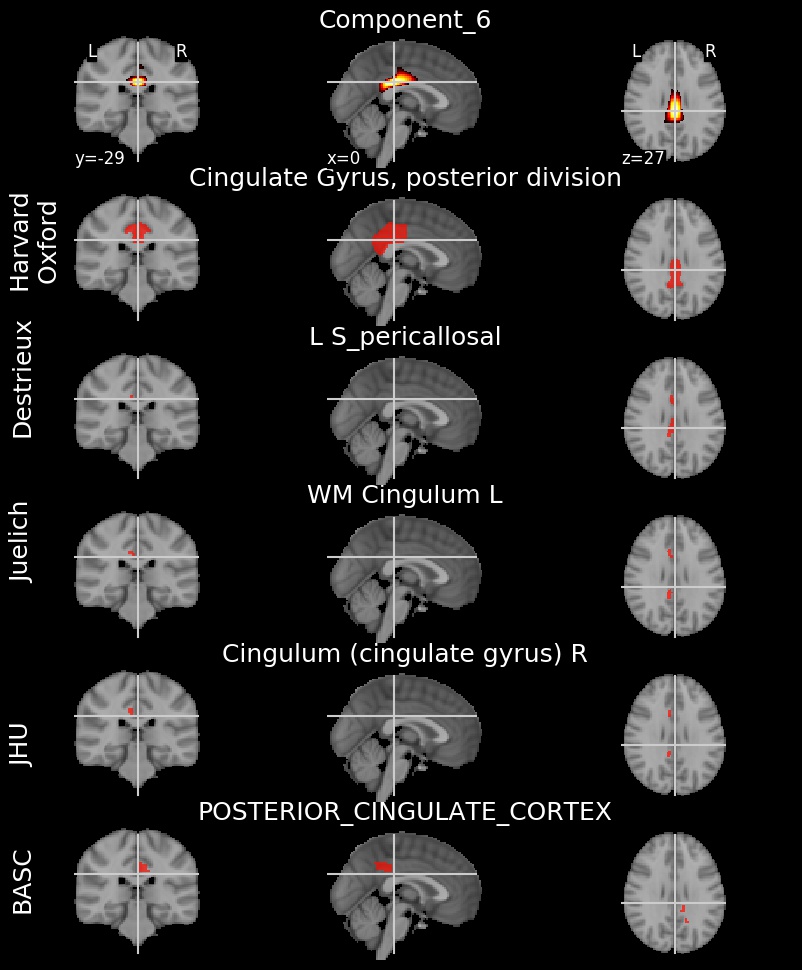 Component_6
L R
L R
y=-29
x=0
z=27
Cingulate Gyrus, posterior division
Harvard
Oxford
L S_pericallosal
Destrieux
WM Cingulum L
Juelich
Cingulum (cingulate gyrus) R
JHU
POSTERIOR_CINGULATE_CORTEX
BASC